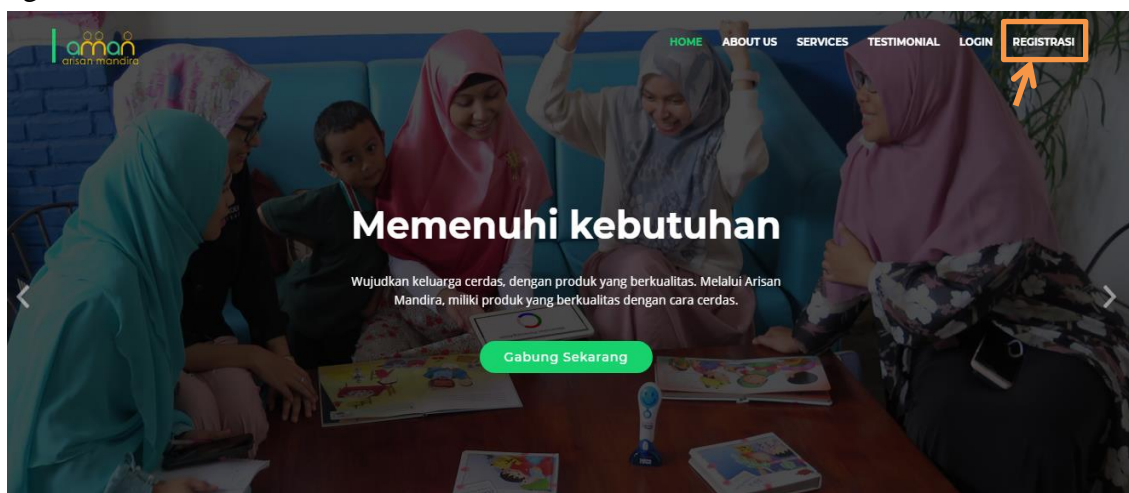 aman
arisan mandira
HOME ABOUT US SERVICES TESTIMONIAL LOGIN REGISTRASI
Memenuhi kebutuhan
Wujudkan keluarga cerdas, dengan produk yang berkualitas. Melalui Arisan
Mandira, miliki produk yang berkualitas dengan cara cerdas.
Gabung Sekarang